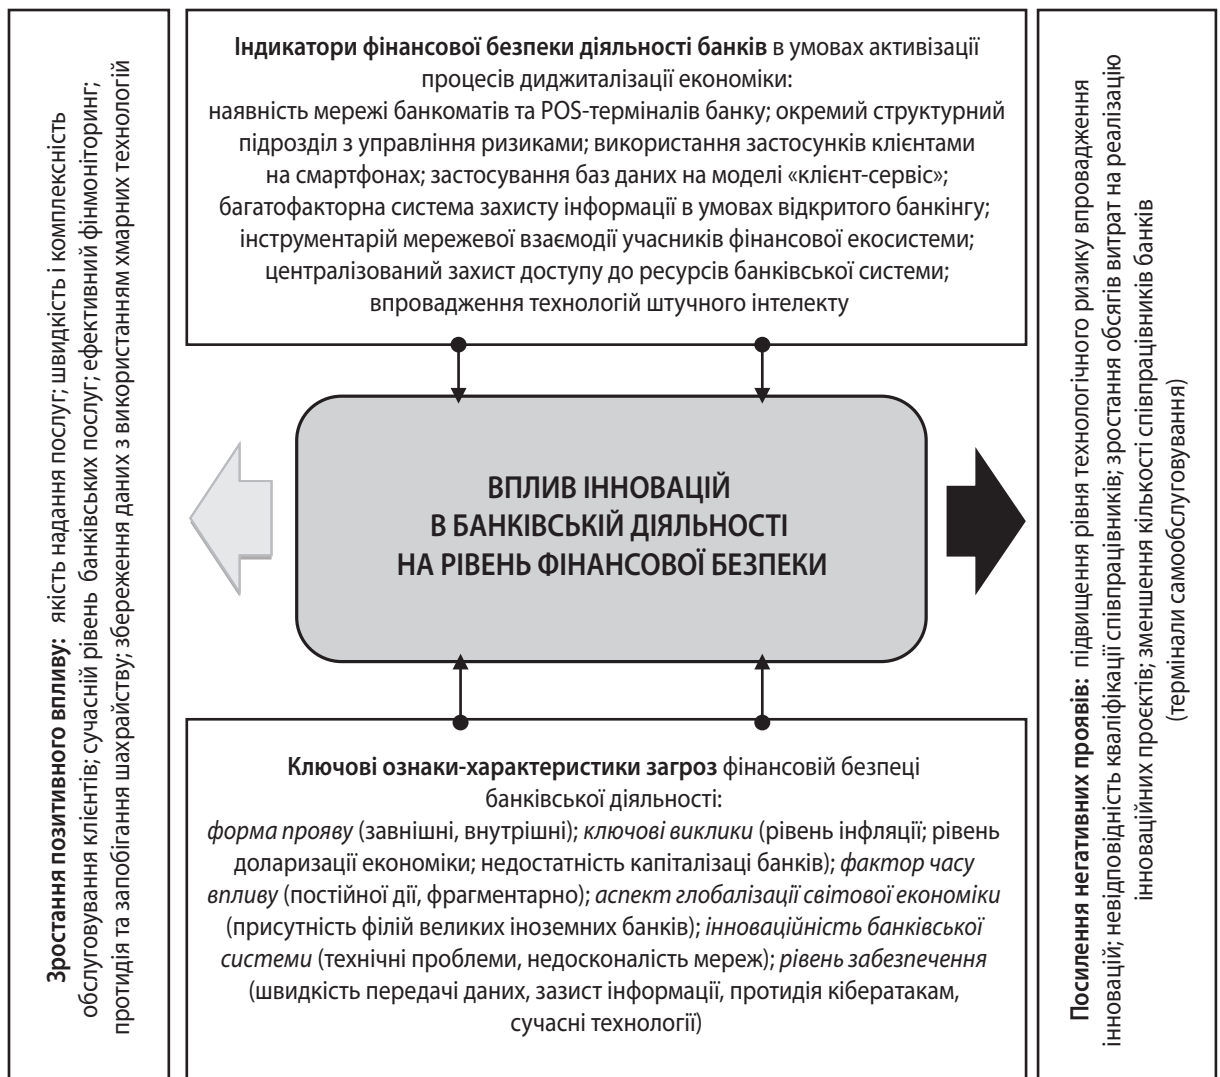 Зростання позитивного впливу: якість надання послуг; швидкість і комплексність
обслуговування клієнтів; сучасній рівень банківських послуг; ефективний фінмоніторинг;
протидія та запобігання шахрайству; збереження даних з використанням хмарних технологій
Індикатори фінансової безпеки діяльності банків в умовах активізації
процесів диджиталізації економіки:
наявність мережі банкоматів та POS-терміналів банку; окремий структурний
підрозділ з управління ризиками; використання застосунків клієнтами
на смартфонах; застосування баз даних на моделі «клієнт-сервіс»;
багатофакторна система захисту інформації в умовах відкритого банкінгу;
інструментарій мережевої взаємодії учасників фінансової екосистеми;
централізований захист доступу до ресурсів банківської системи;
впровадження технологій штучного інтелекту
ВПЛИВ ІННОВАЦІЙ
В БАНКІВСЬКІЙ ДІЯЛЬНОСТІ
НА РІВЕНЬ ФІНАНСОВОЇ БЕЗПЕКИ
Ключові ознаки-характеристики загроз фінансовій безпеці
банківської діяльності:
форма прояву (завнішні, внутрішні); ключові виклики (рівень інфляції; рівень
доларизації економіки; недостатність капіталізаці банків); фактор часу
впливу (постійної дії, фрагментарно); аспект глобалізації світової економіки
(присутність філій великих іноземних банків); інноваційність банківської
системи (технічні проблеми, недосконалість мереж); рівень забезпечення
(швидкість передачі даних, зазист інформації, протидія кібератакам,
сучасні технології)
Посилення негативних проявів: підвищення рівня технологічного ризику впровадження
інновацій; невідповідність кваліфікації співпрацівників; зростання обсягів витрат на реалізацію
інноваційних проєктів; зменшення кількості співпрацівників банків
(термінали самообслуговування)